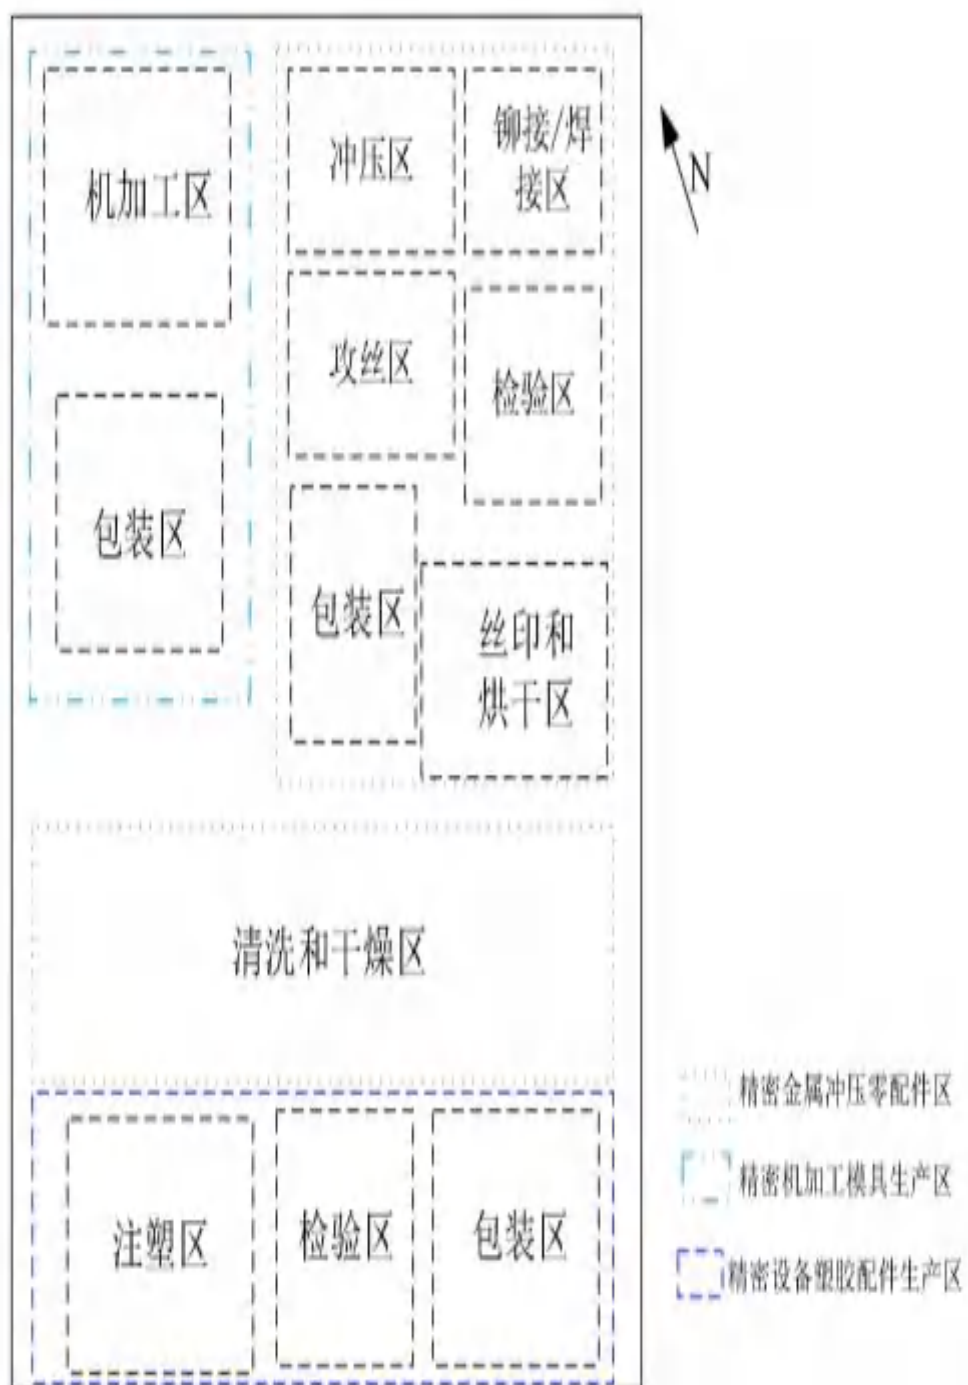 机加工区
冲压区
铆接/焊
接区
N
攻丝区
检验区
包装区
包装区
丝印和
烘干区
清洗和干燥区
注塑区
检验区
包装区
精密金属冲压零配件区
精密机加工模具生产区
精密设备塑胶配件生产区